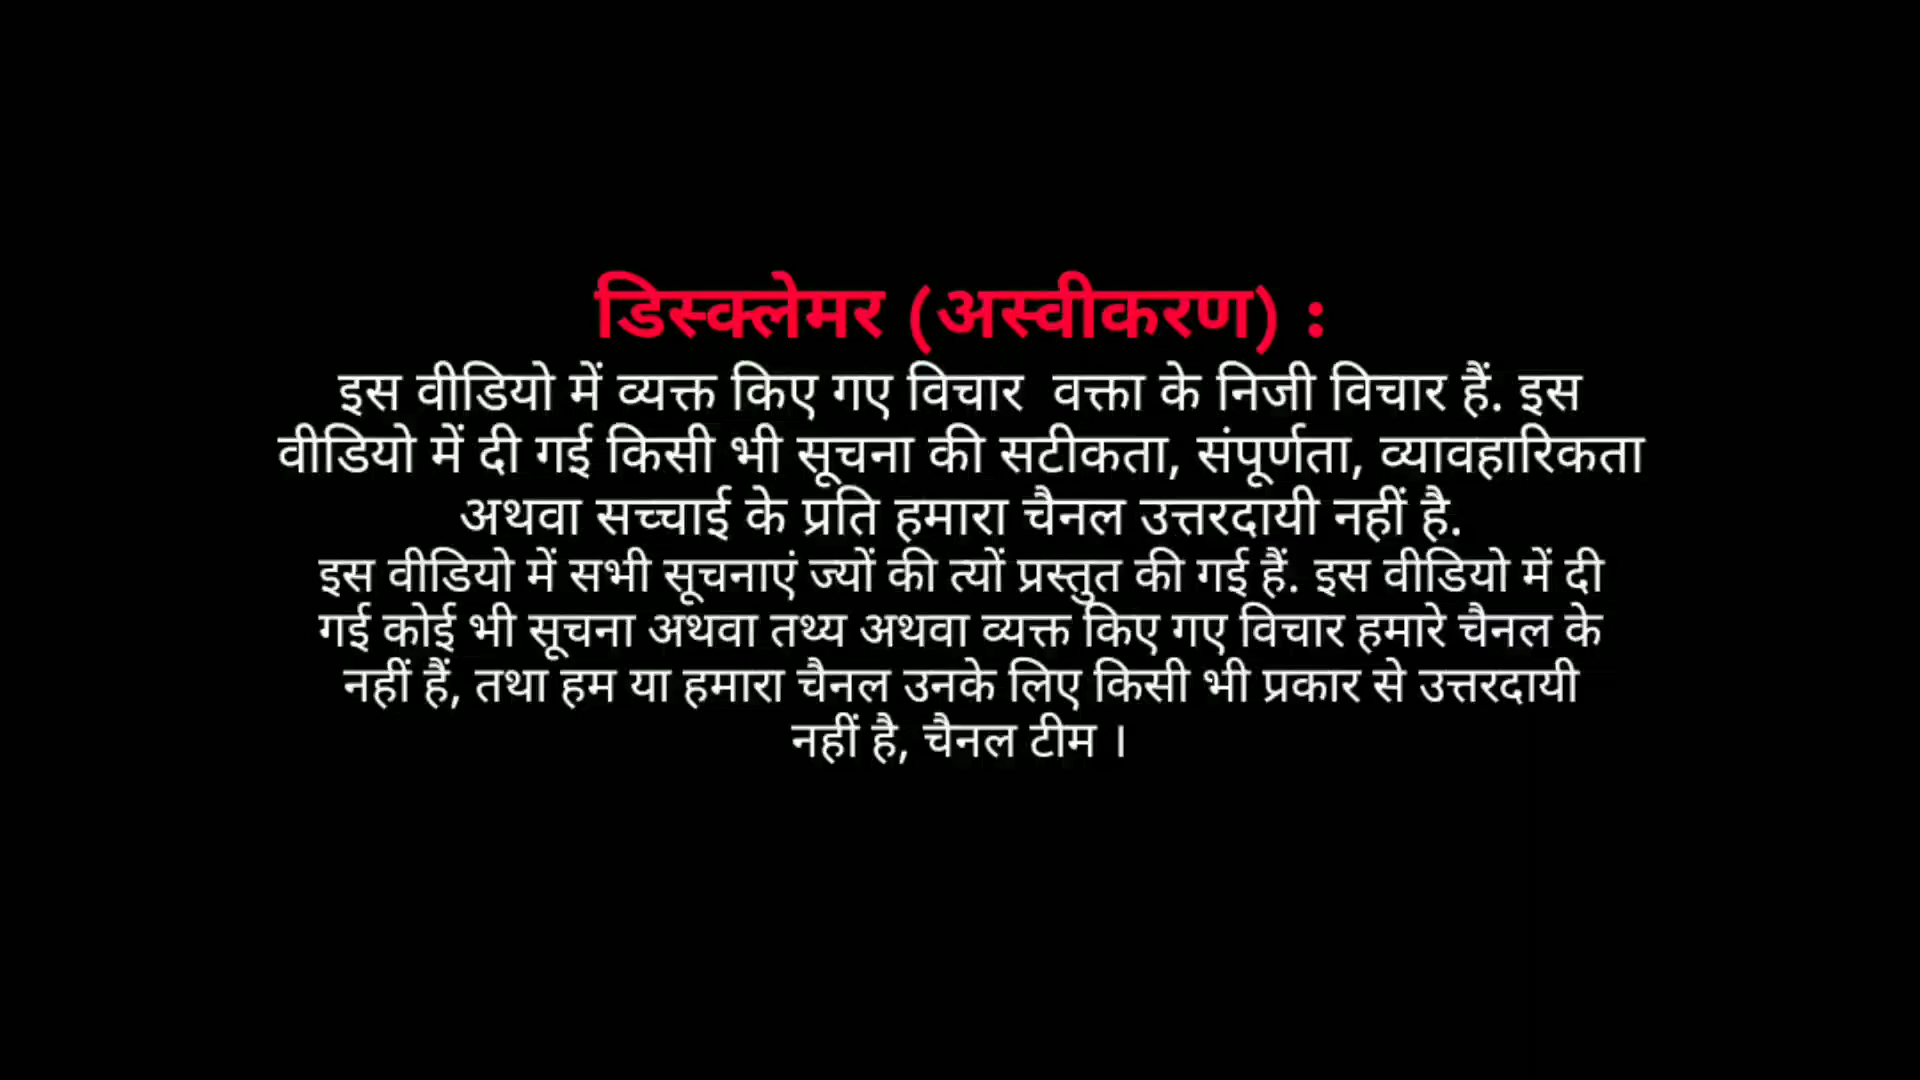 डिस्क्लेमर (अस्वीकरण) :
इस वीडियो में व्यक्त किए गए विचार वक्ता के निजी विचार हैं. इस
वीडियो में दी गई किसी भी सूचना की सटीकता, संपूर्णता, व्यावहारिकता
अथवा सच्चाई के प्रति हमारा चैनल उत्तरदायी नहीं है.
इस वीडियो में सभी सूचनाएं ज्यों की त्यों प्रस्तुत की गई हैं. इस वीडियो में दी
गई कोई भी सूचना अथवा तथ्य अथवा व्यक्त किए गए विचार हमारे चैनल के
नहीं हैं, तथा हम या हमारा चैनल उनके लिए किसी भी प्रकार से उत्तरदायी
नहीं है, चैनल टीम ।